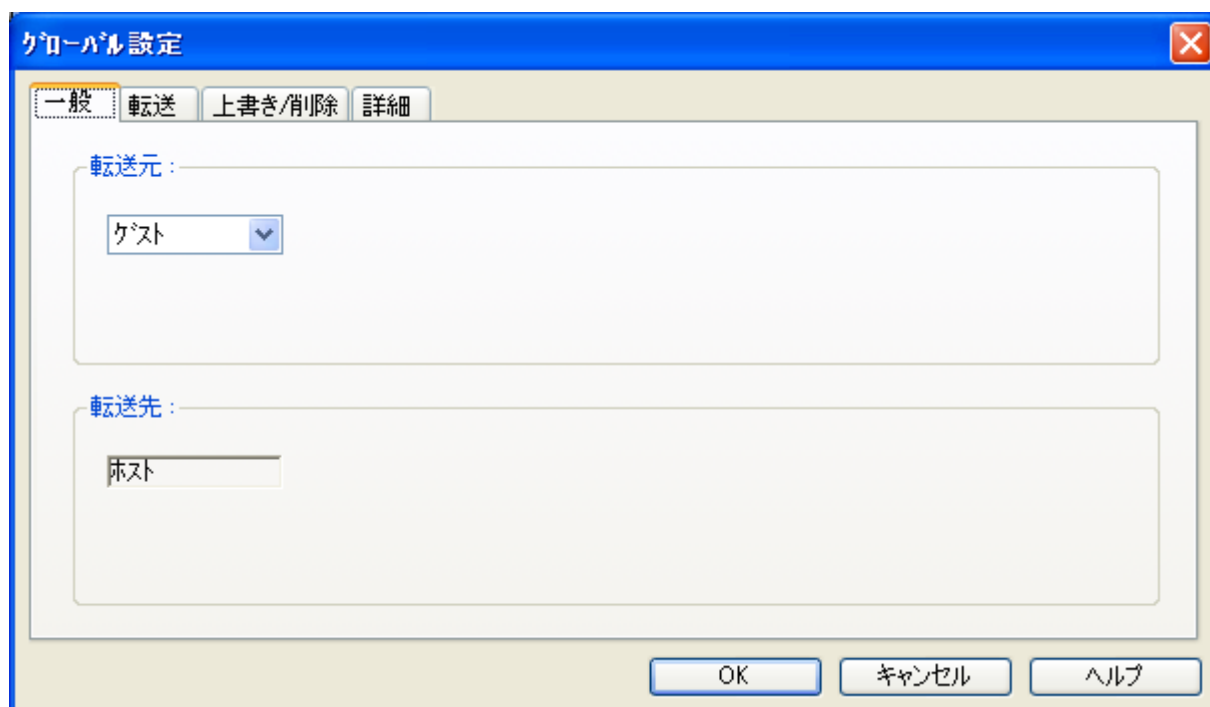 ｸﾞﾛｰﾊﾞﾙ設定
一般 転送 上書き/削除 詳細
転送元：
ｹﾞｽﾄ
転送先：
ﾎｽﾄ
OK キャンセル ヘルプ